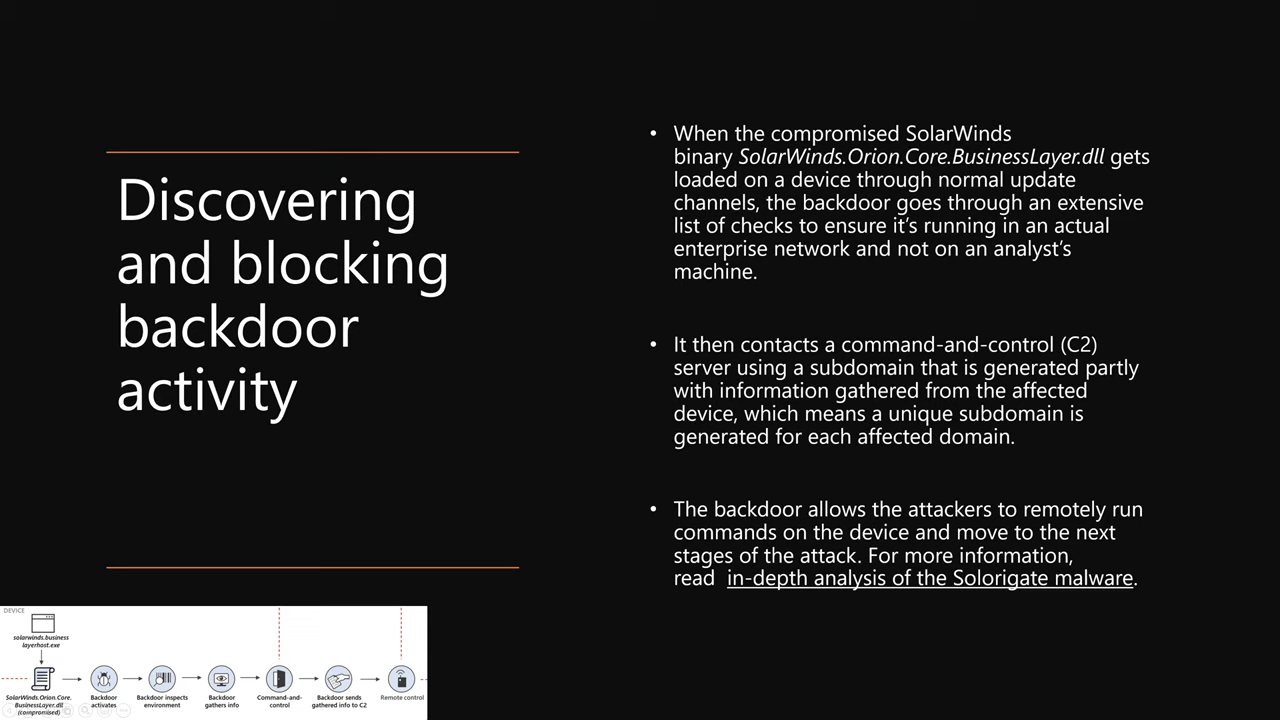 Discovering
and blocking
backdoor
activity
• When the compromised SolarWinds
binary SolarWinds.Orion.Core.BusinessLayer.dll gets
loaded on a device through normal update
channels, the backdoor goes through an extensive
list of checks to ensure it’s running in an actual
enterprise network and not on an analyst’s
machine.
• It then contacts a command-and-control (C2)
server using a subdomain that is generated partly
with information gathered from the affected
device, which means a unique subdomain is
generated for each affected domain.
• The backdoor allows the attackers to remotely run
commands on the device and move to the next
stages of the attack. For more information,
read in-depth analysis of the Solorigate malware.
DEVICE
solarwinds.business
layerhost.exe
SolarWinds.Orion.Core.
BusinessLayer.dll
(compromised)
Backdoor
activates
Backdoor inspects
environment
Backdoor
gathers info
Command-and-
control
Backdoor sends
gathered info to C2
Remote control